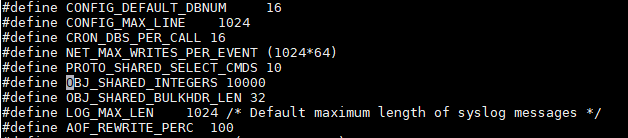 #define CONFIG_DEFAULT_DBNUM     16
#define CONFIG_MAX_LINE    1024
#define CRON_DBS_PER_CALL 16
#define NET_MAX_WRITES_PER_EVENT (1024*64)
#define PROTO_SHARED_SELECT_CMDS 10
#define OBJ_SHARED_INTEGERS 10000
#define OBJ_SHARED_BULKHDR_LEN 32
#define LOG_MAX_LEN    1024 /* Default maximum length of syslog messages */
#define AOF_REWRITE_PERC  100